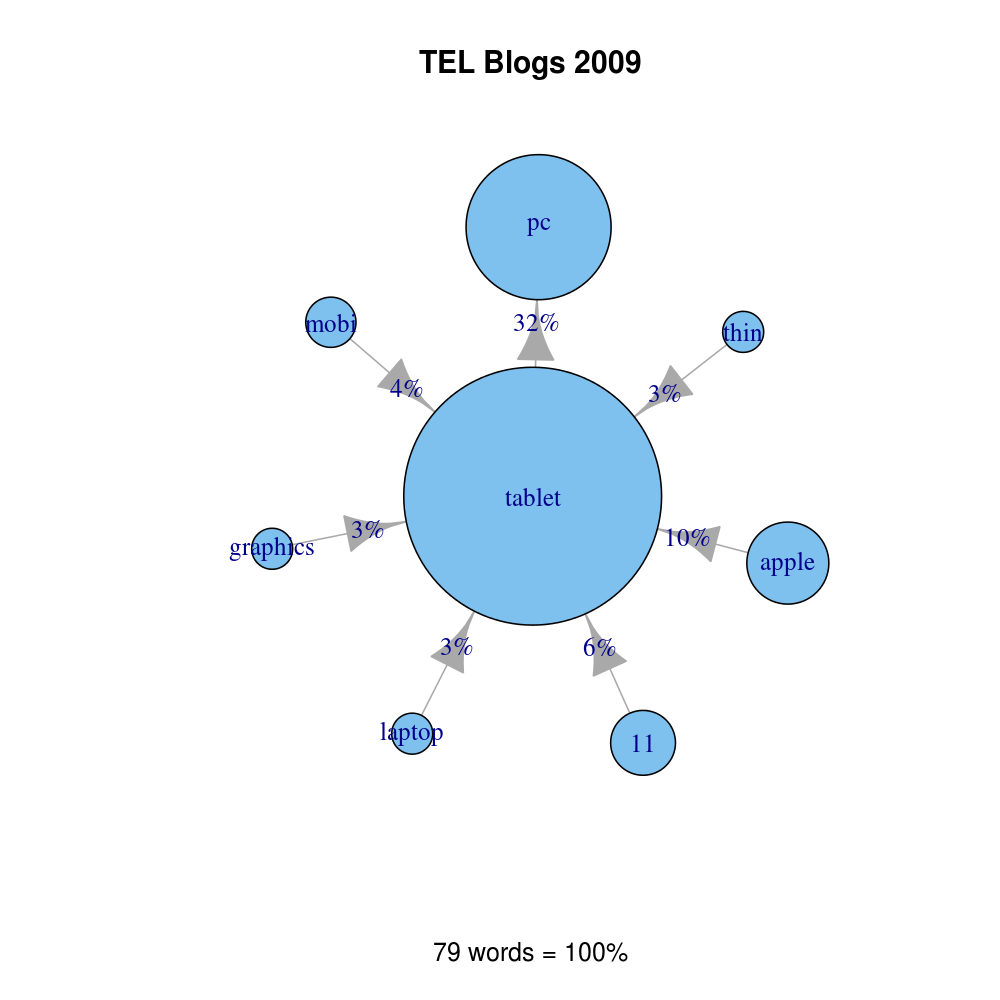 TEL Blogs 2009
pc
32%
mobi
thin
4%
3%
tablet
3%
10%
graphics
apple
3%
6%
laptop
11
79 words = 100%